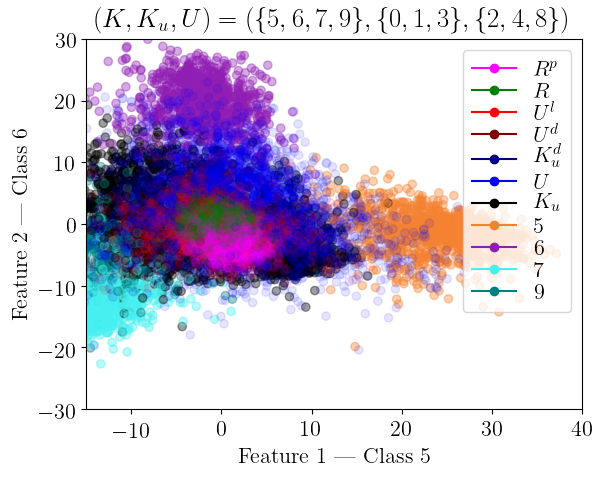 (K, K_u, U) = ({5, 6, 7, 9}, {0, 1, 3}, {2, 4, 8})
30
20
10
0
−10
−20
−30
Feature 2 — Class 6
R^p
R
U^l
U^d
K_u^d
U
K_u
5
6
7
9
−10
0
10
20
30
40
Feature 1 — Class 5